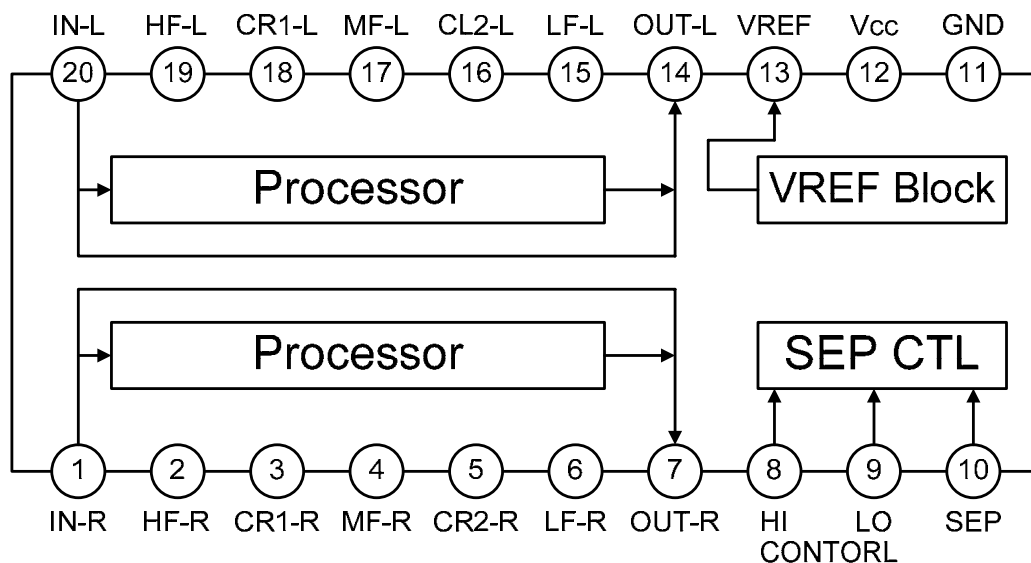 IN-L HF-L CR1-L MF-L CL2-L LF-L OUT-L VREF Vcc GND
20 19 18 17 16 15 14 13 12 11
Processor VREF Block
Processor SEP CTL
1 2 3 4 5 6 7 8 9 10
IN-R HF-R CR1-R MF-R CR2-R LF-R OUT-R HI LO SEP
CONTORL